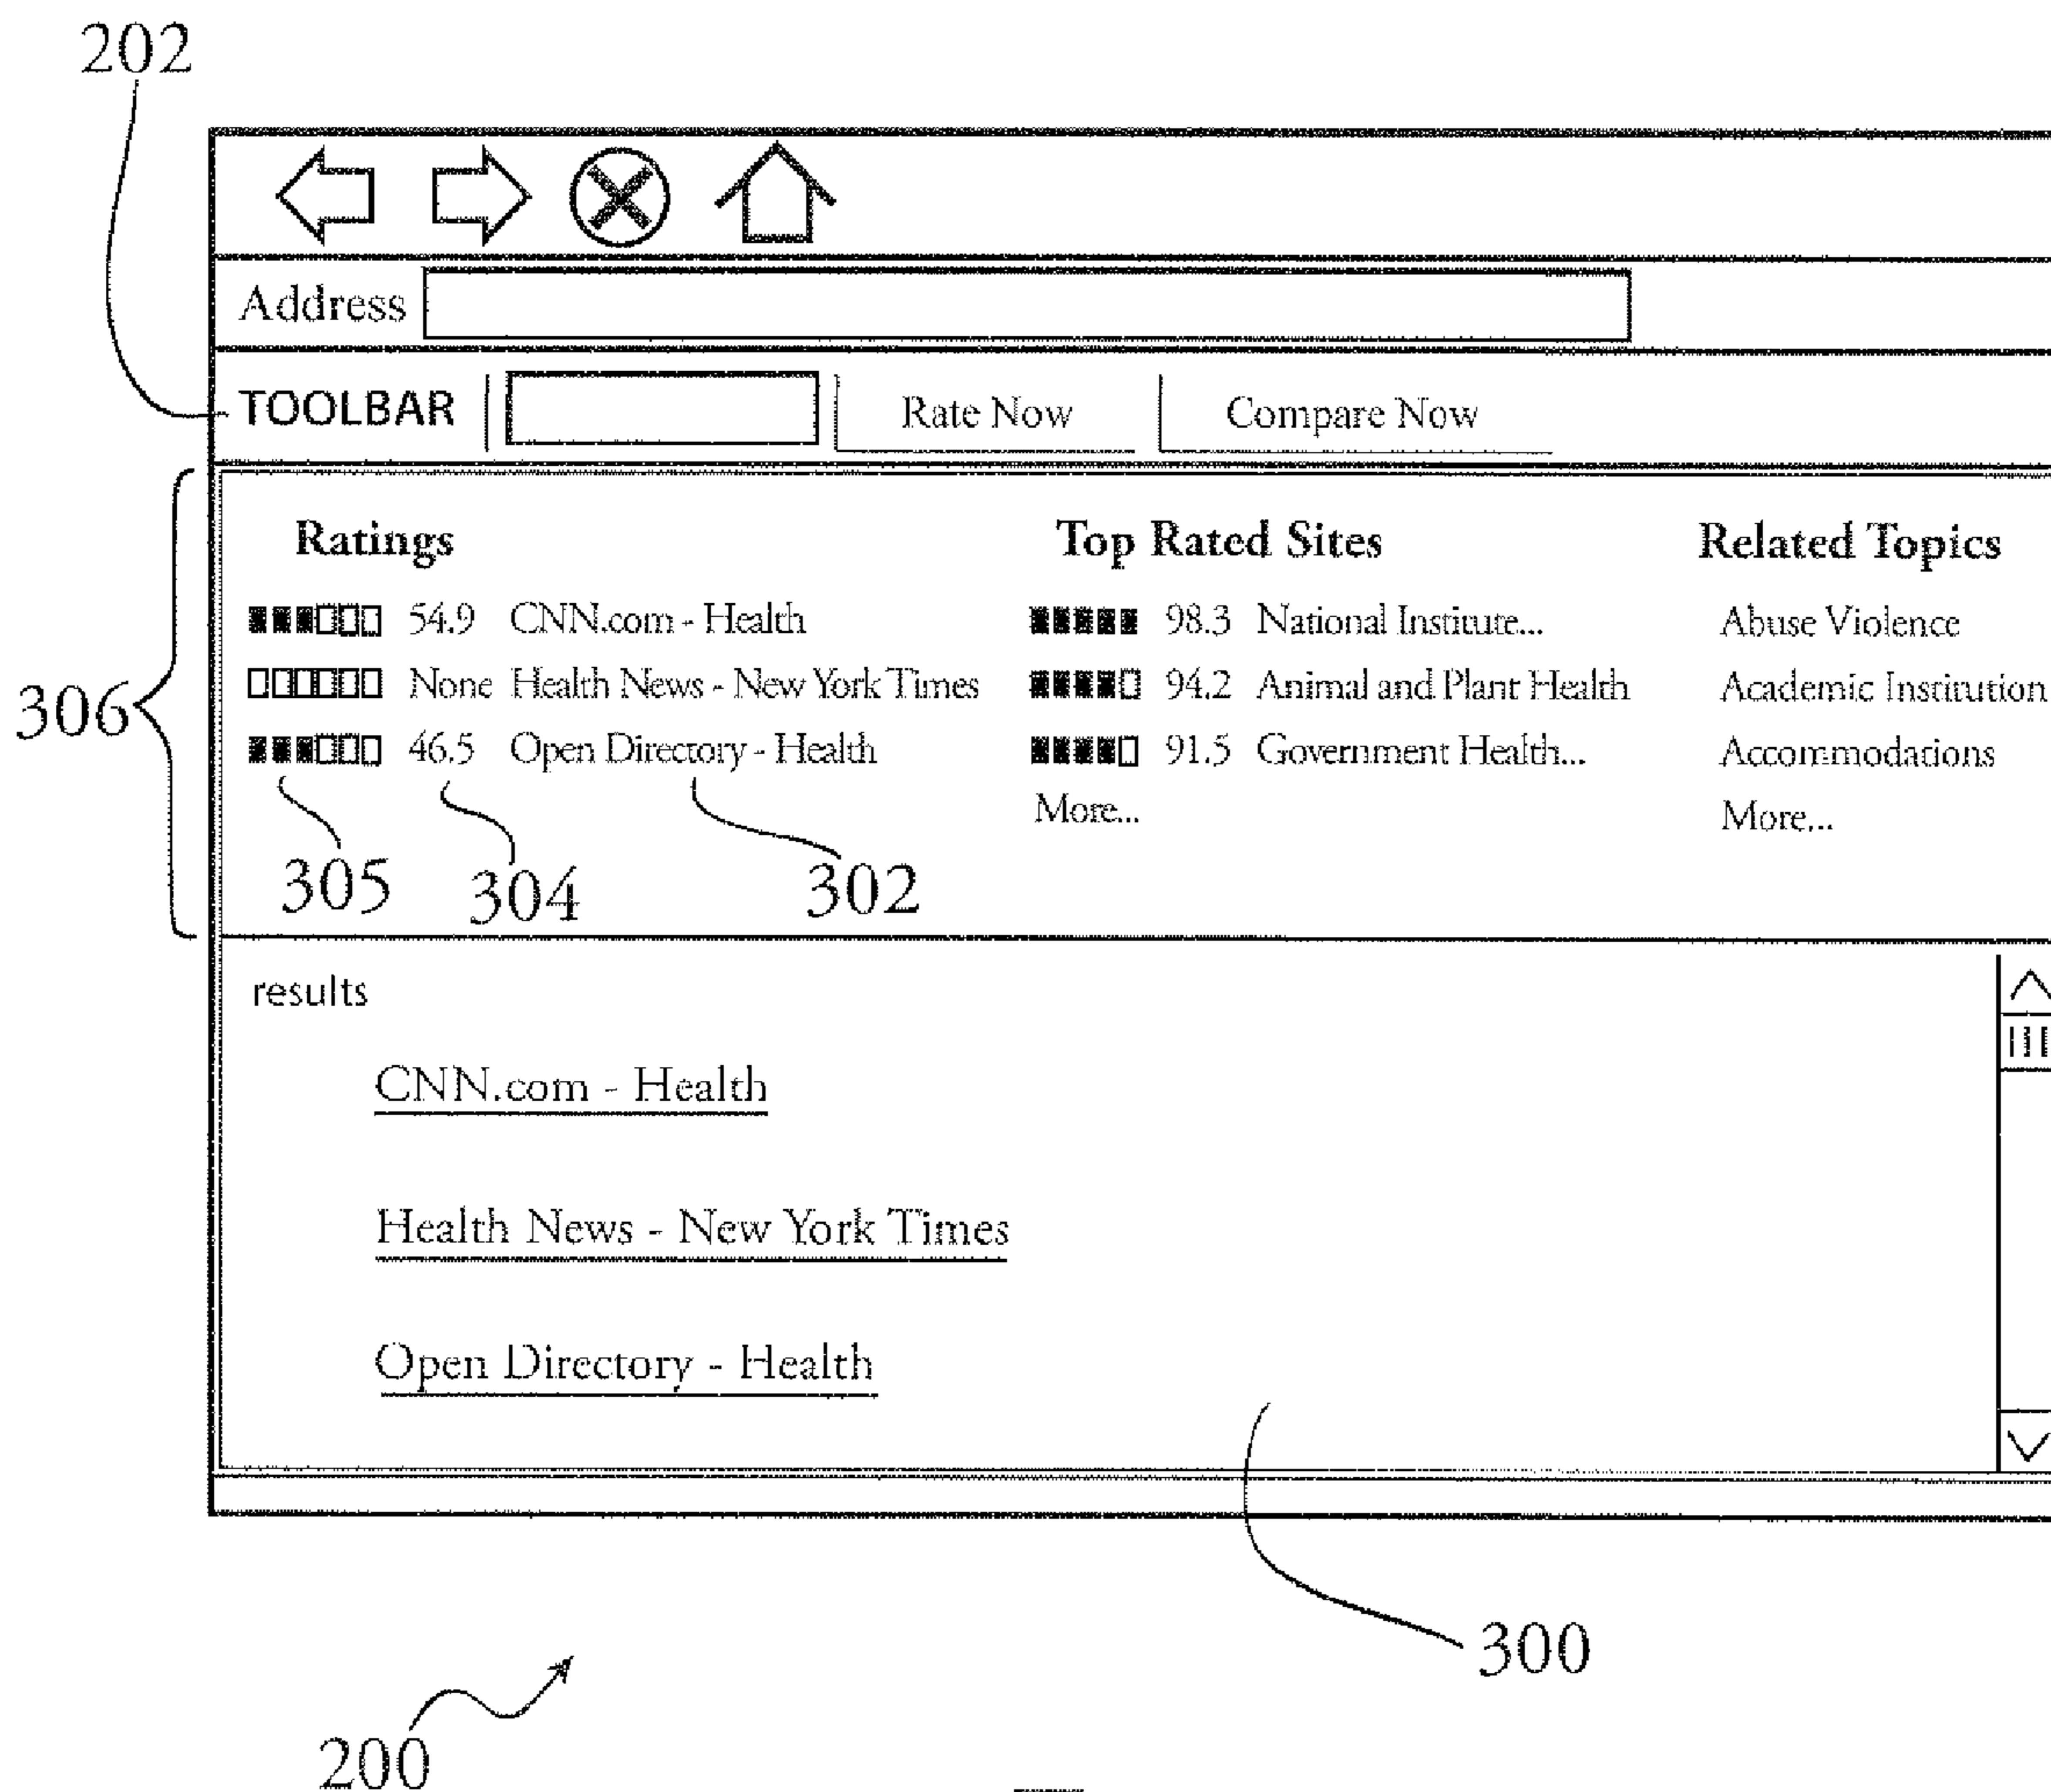 202
Address
TOOLBAR Rate Now Compare Now
306
Ratings Top Rated Sites Related Topics
54.9 CNN.com - Health 98.3 National Institute... Abuse Violence
None Health News - New York Times 94.2 Animal and Plant Health Academic Institution
46.5 Open Directory - Health 91.5 Government Health... Accommodations
More... More...
305 304 302
results
CNN.com - Health
Health News - New York Times
Open Directory - Health
300
200